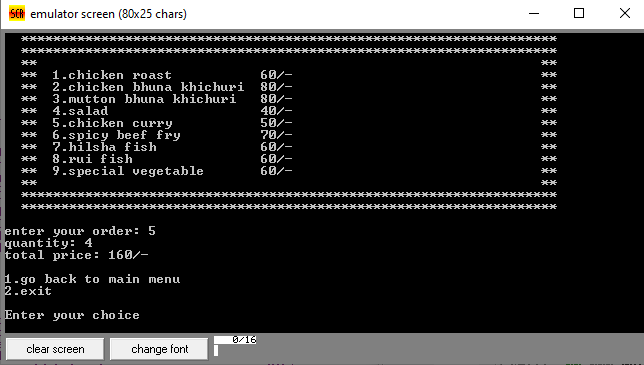 emulator screen (80x25 chars)
*******************************************************************
*******************************************************************
** **
** 1.chicken roast 60/- **
** 2.chicken bhuna khichuri 80/- **
** 3.mutton bhuna khichuri 80/- **
** 4.salad 40/- **
** 5.chicken curry 50/- **
** 6.spicy beef fry 70/- **
** 7.hilsha fish 60/- **
** 8.rui fish 60/- **
** 9.special vegetable 60/- **
** **
*******************************************************************
*******************************************************************
enter your order: 5
quantity: 4
total price: 160/-
1.go back to main menu
2.exit
Enter your choice
clear screen change font 0/16